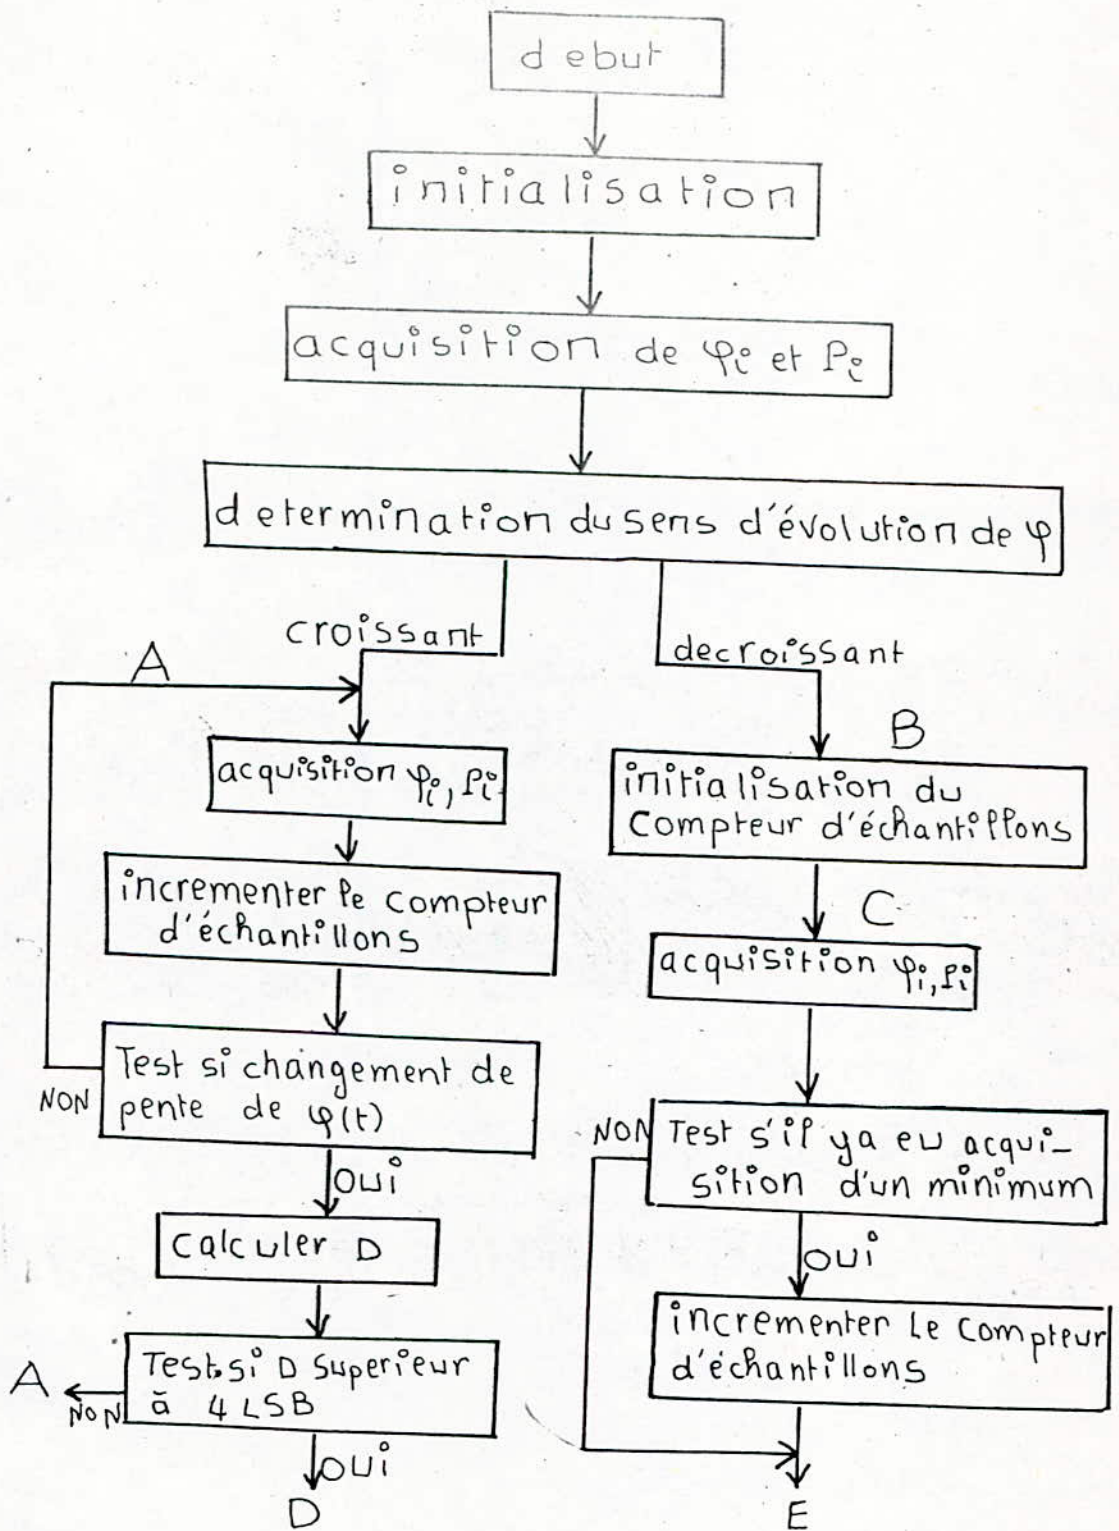 debut
initialisation
acquisition de φi et Pi
determination du sens d'évolution de φ
croissant
decroissant
A
B
acquisition φi, Pi
initialisation du
Compteur d'échantillons
incrementer le compteur
d'échantillons
C
acquisition φi, Pi
Test si changement de
pente de φ(t)
NON
OUI
NON
Test s'il ya eu acqui-
sition d'un minimum
OUI
Calculer D
incrementer le compteur
d'échantillons
Test si D superieur
à 4 LSB
A
NON
OUI
D
E